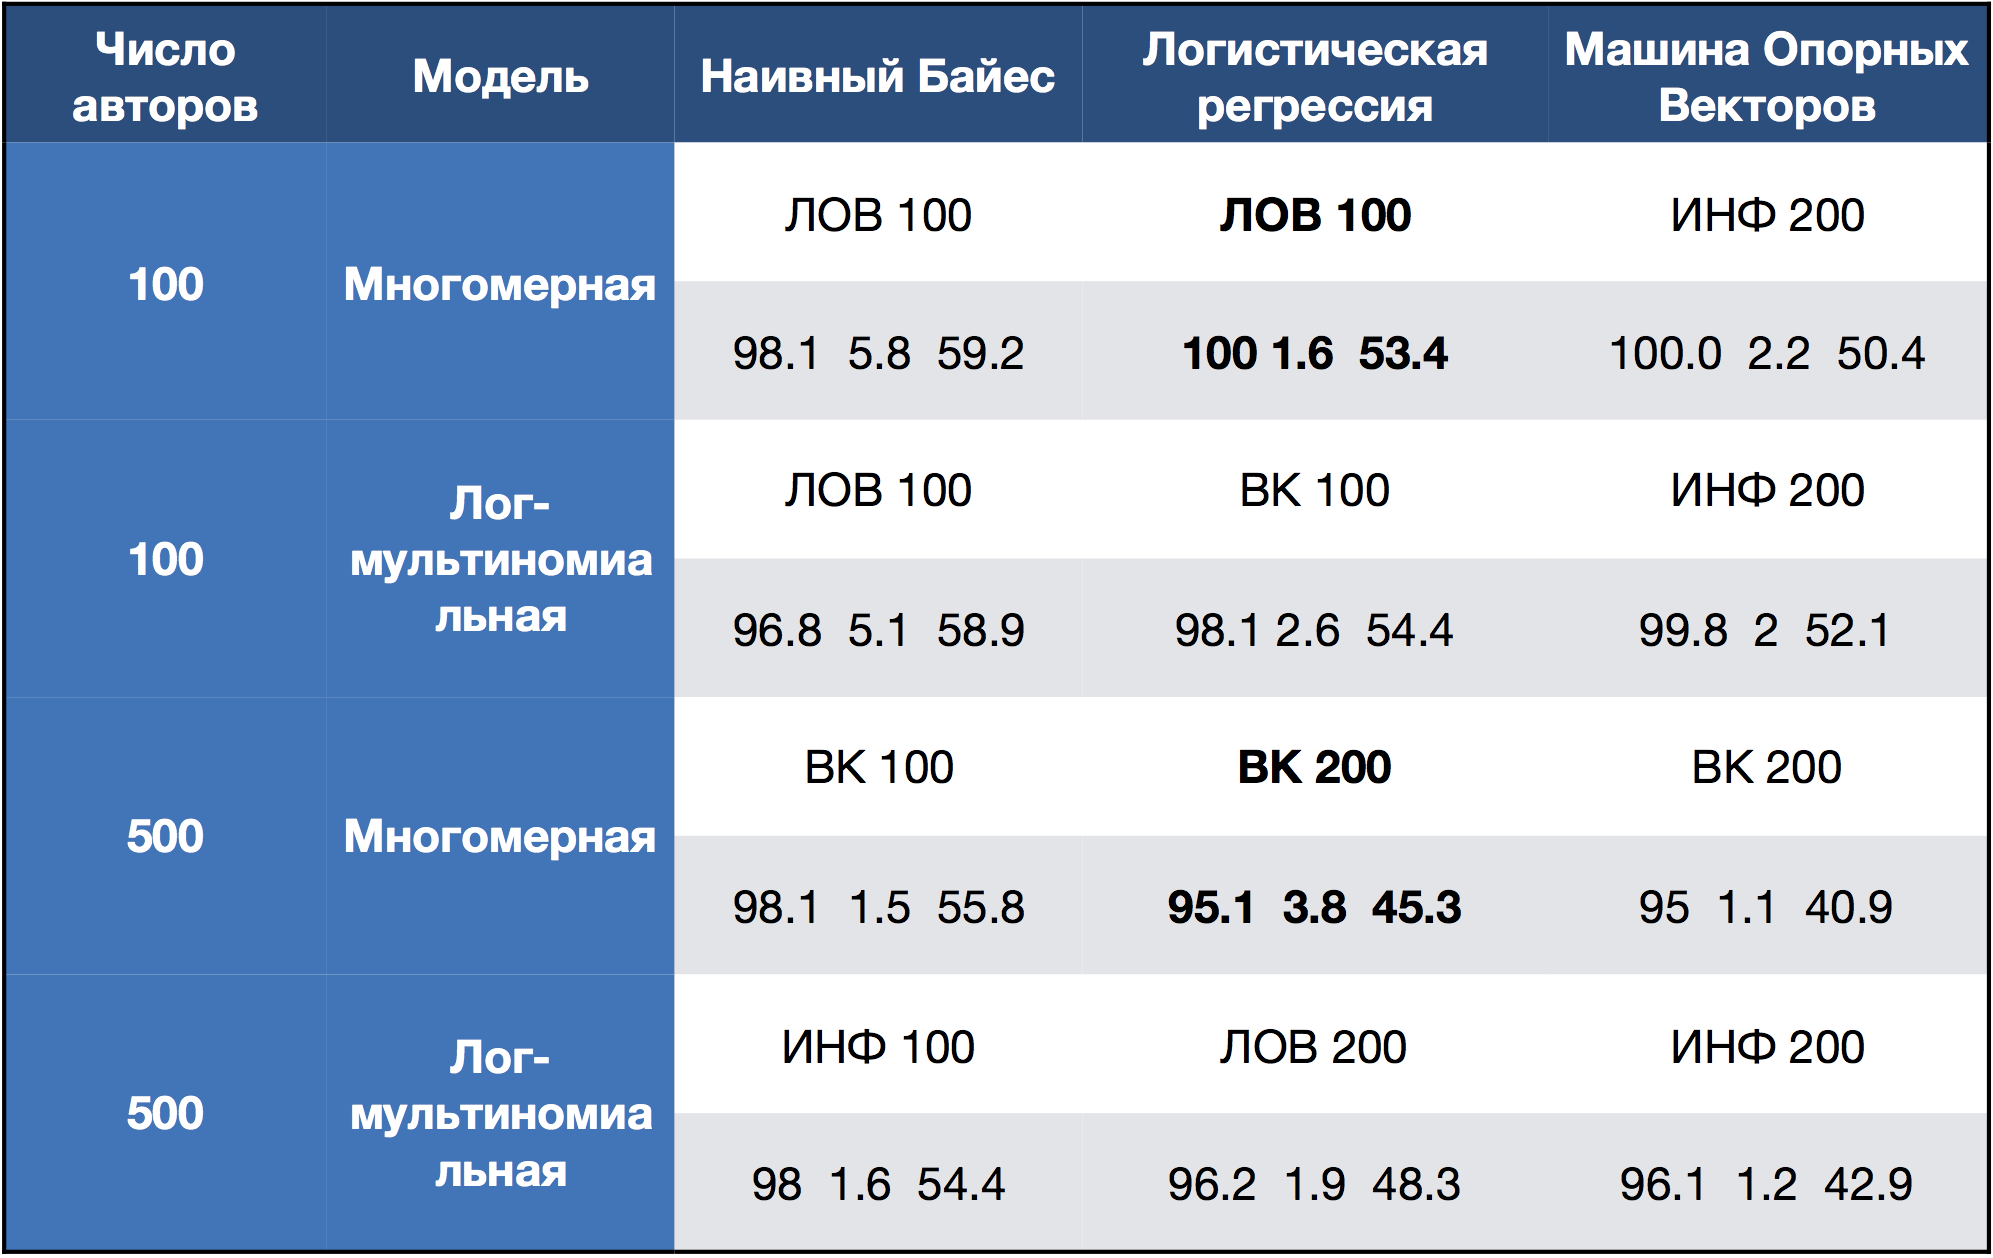 Число
авторов
Модель
Наивный Байес
Логистическая
регрессия
Машина Опорных
Векторов
100
Многомерная
ЛОВ 100
ЛОВ 100
ИНФ 200
98.1 5.8 59.2
100 1.6 53.4
100.0 2.2 50.4
100
Лог-
мультиномиа
льная
ЛОВ 100
ВК 100
ИНФ 200
96.8 5.1 58.9
98.1 2.6 54.4
99.8 2 52.1
500
Многомерная
ВК 100
ВК 200
ВК 200
98.1 1.5 55.8
95.1 3.8 45.3
95 1.1 40.9
500
Лог-
мультиномиа
льная
ИНФ 100
ЛОВ 200
ИНФ 200
98 1.6 54.4
96.2 1.9 48.3
96.1 1.2 42.9